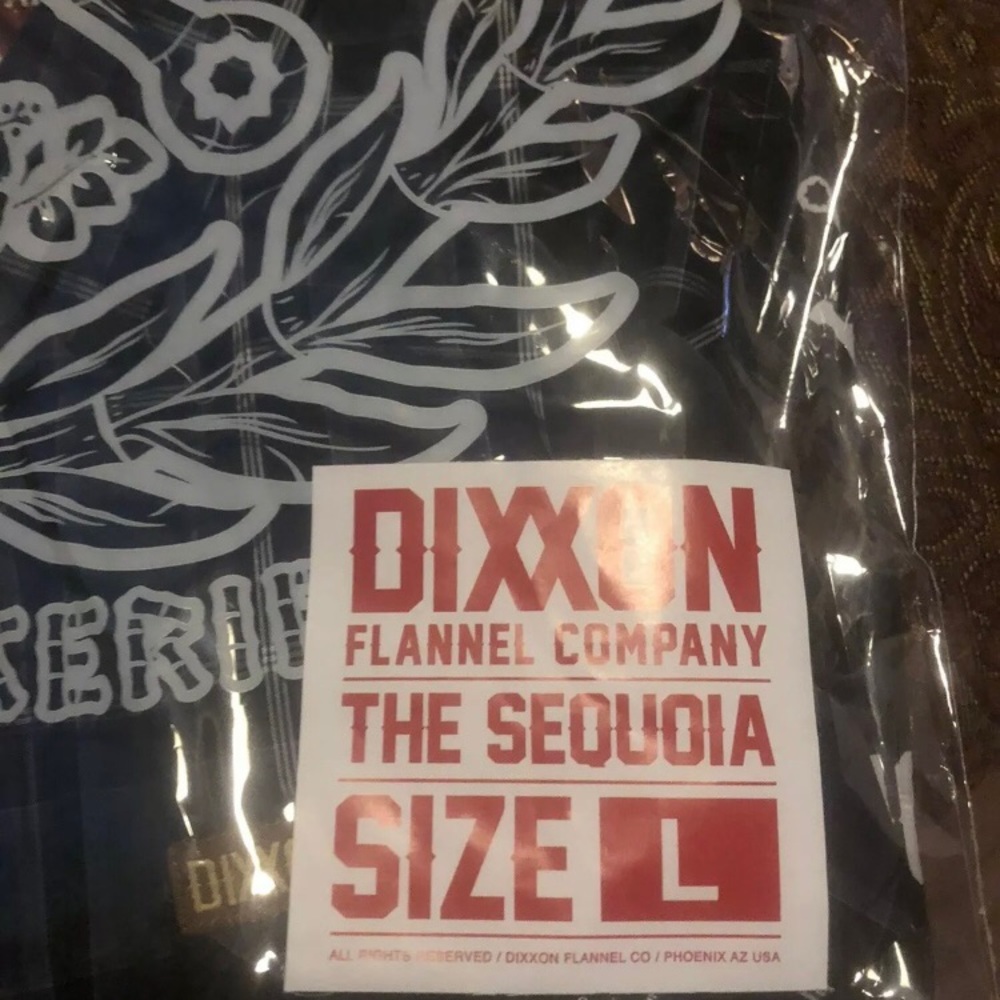 DIXXON
FLANNEL COMPANY
THE SEQUOIA
SIZE L
ALL RIGHTS RESERVED / DIXXON FLANNEL CO / PHOENIX AZ USA